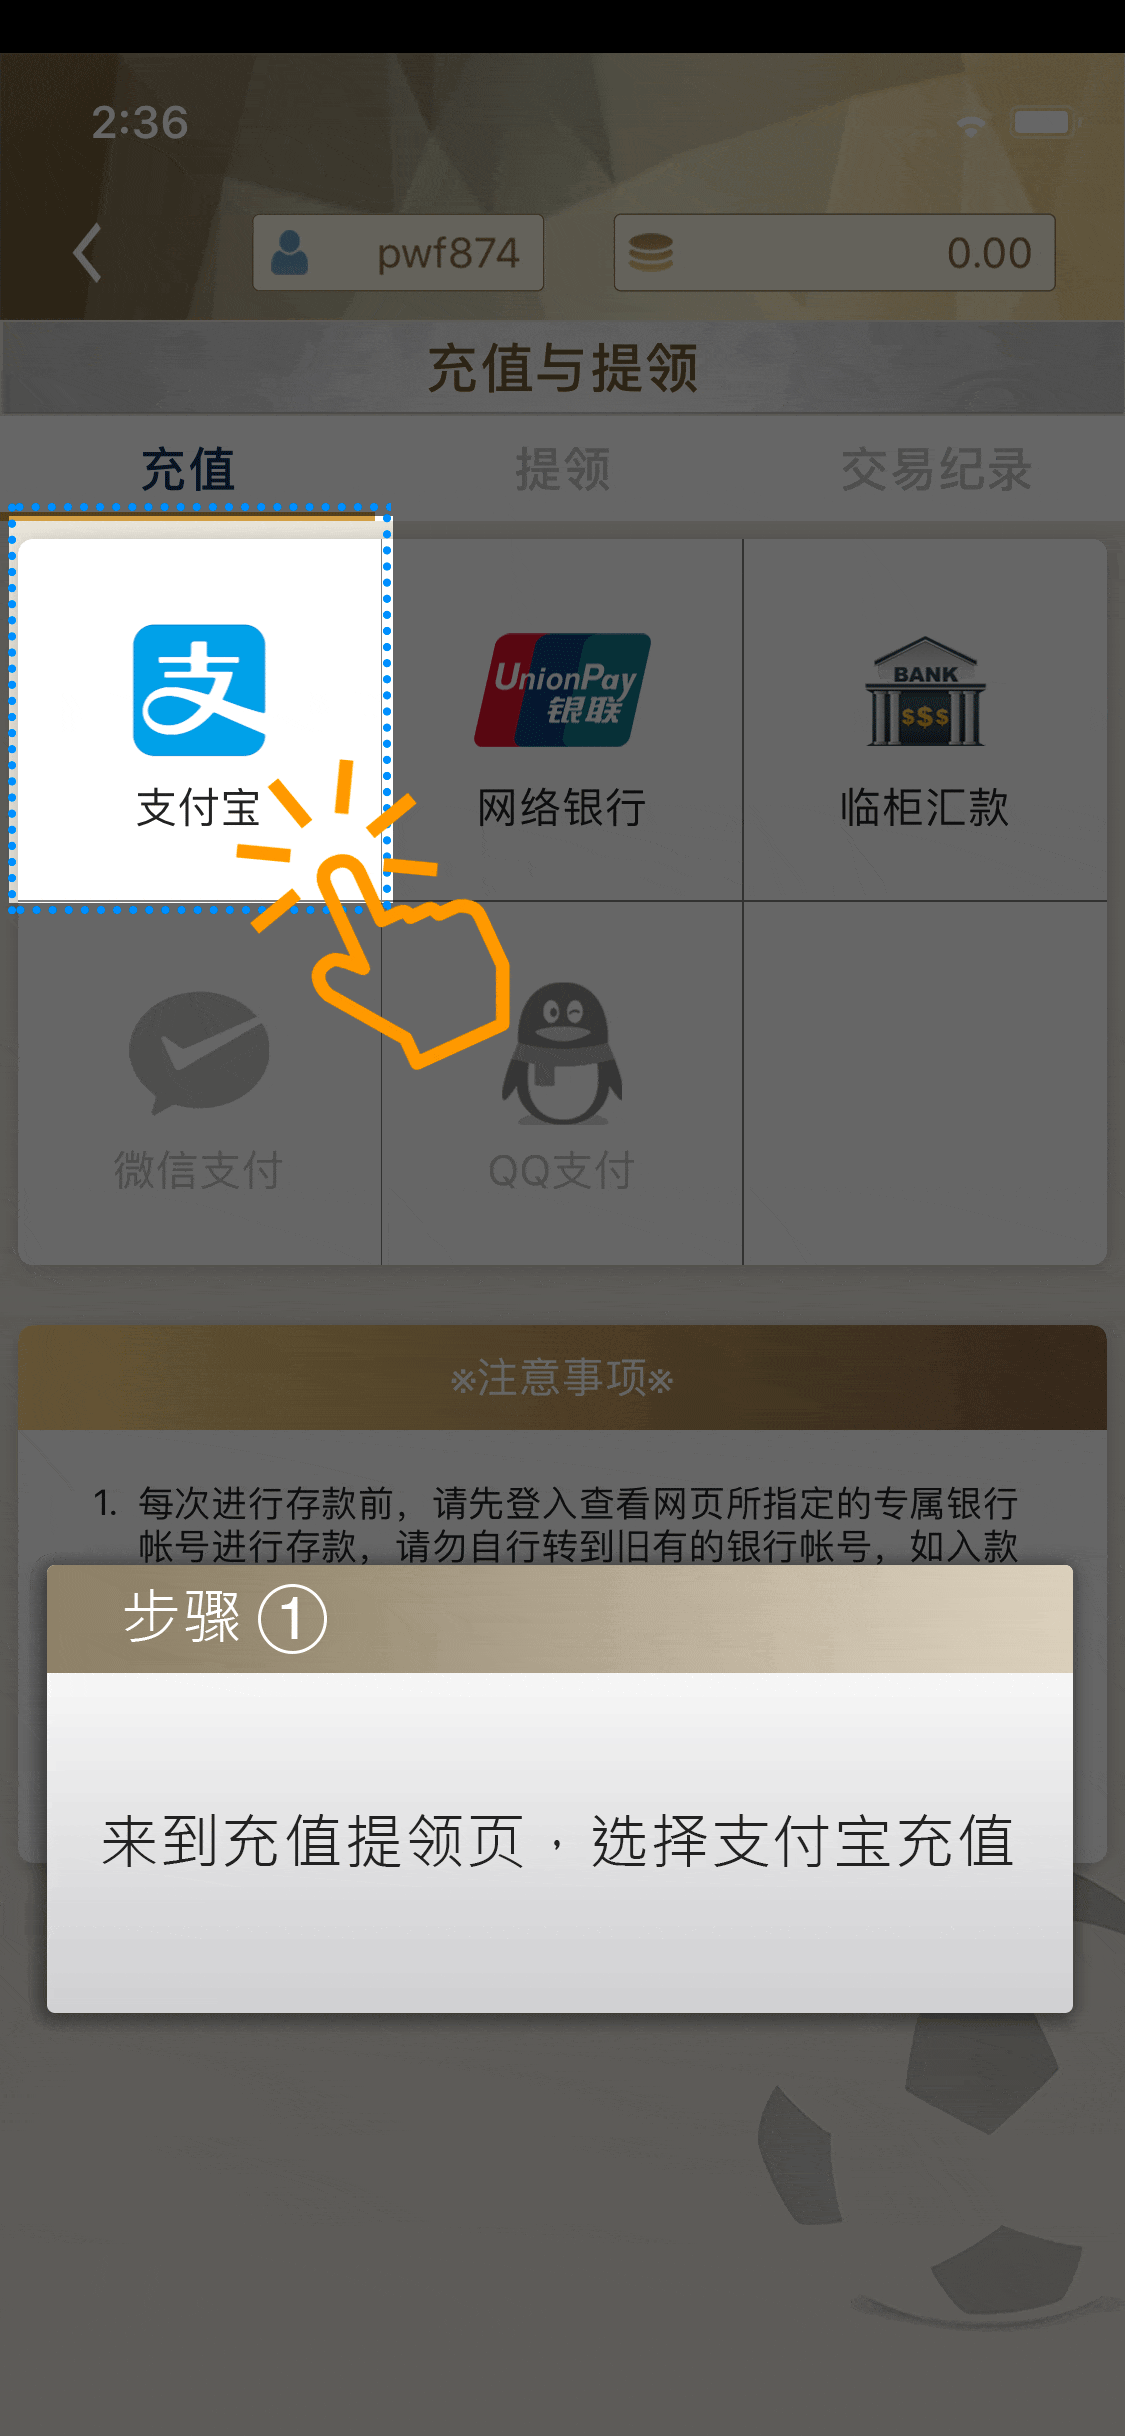 2:36
pwf874
0.00
充值与提领
充值
提领
交易纪录
支
UnionPay
银联
BANK
$$$
支付宝
网络银行
临柜汇款
微信支付
QQ支付
※注意事项※
1. 每次进行存款前，请先登入查看网页所指定的专属银行
帐号进行存款，请勿自行转到旧有的银行帐号，如入款
步骤①
来到充值提领页，选择支付宝充值